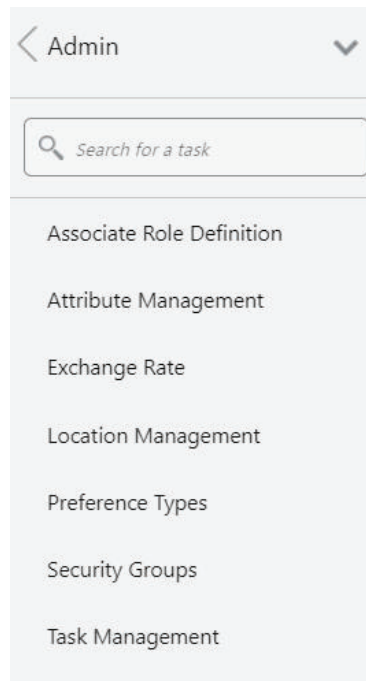 Admin
Search for a task
Associate Role Definition
Attribute Management
Exchange Rate
Location Management
Preference Types
Security Groups
Task Management